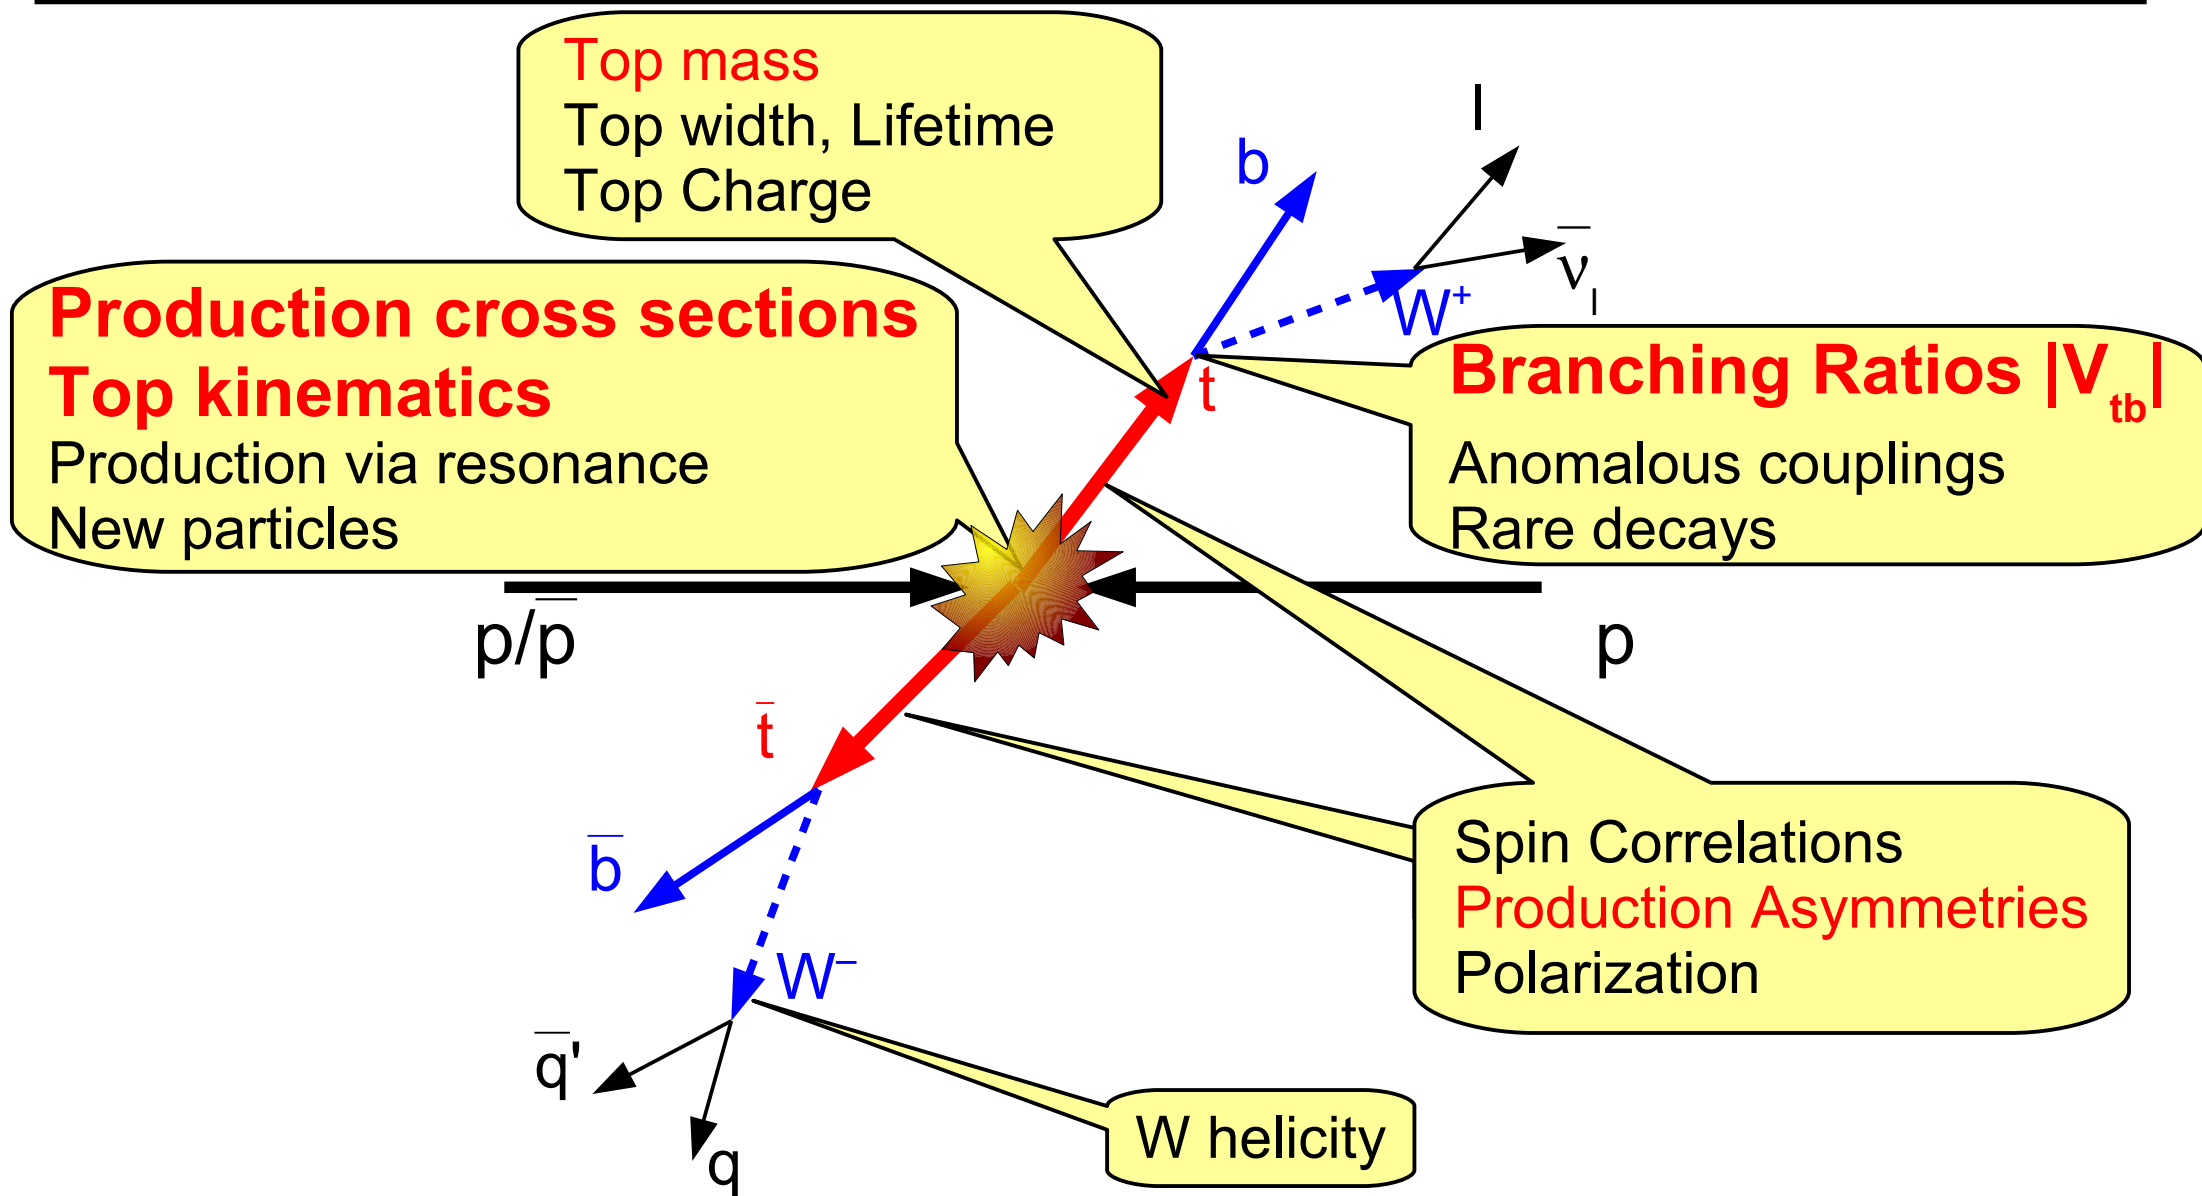 Top mass
Top width, Lifetime
Top Charge
l
b
ν̅ₗ
W⁺
Production cross sections
Top kinematics
Production via resonance
New particles
t
Branching Ratios |V_tb|
Anomalous couplings
Rare decays
p/p̅
p
t̅
b̅
Spin Correlations
Production Asymmetries
Polarization
W⁻
q̅'
q
W helicity